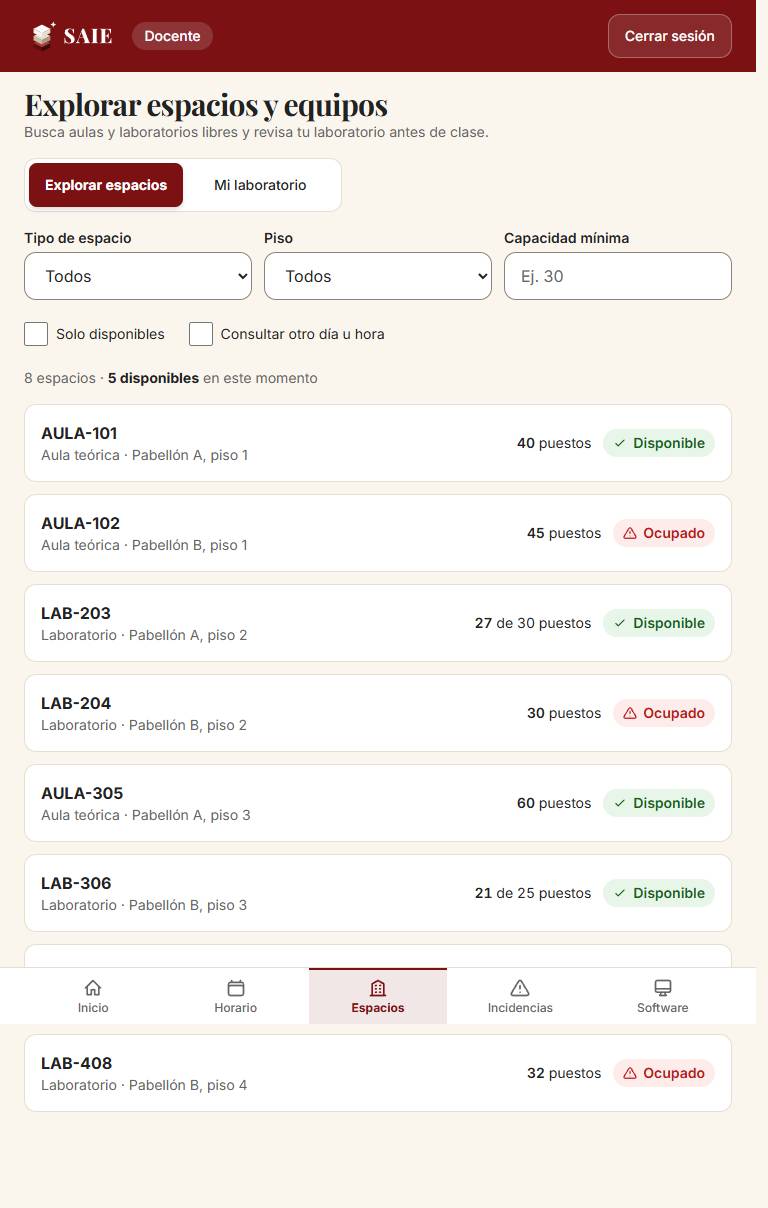 SAIE
Docente
Cerrar sesión
Explorar espacios y equipos
Busca aulas y laboratorios libres y revisa tu laboratorio antes de clase.
Explorar espacios
Mi laboratorio
Tipo de espacio
Piso
Capacidad mínima
Todos
Todos
Ej. 30
Solo disponibles
Consultar otro día u hora
8 espacios · 5 disponibles en este momento
AULA-101
Aula teórica · Pabellón A, piso 1
40 puestos
Disponible
AULA-102
Aula teórica · Pabellón B, piso 1
45 puestos
Ocupado
LAB-203
Laboratorio · Pabellón A, piso 2
27 de 30 puestos
Disponible
LAB-204
Laboratorio · Pabellón B, piso 2
30 puestos
Ocupado
AULA-305
Aula teórica · Pabellón A, piso 3
60 puestos
Disponible
LAB-306
Laboratorio · Pabellón B, piso 3
21 de 25 puestos
Disponible
Inicio
Horario
Espacios
Incidencias
Software
LAB-408
Laboratorio · Pabellón B, piso 4
32 puestos
Ocupado